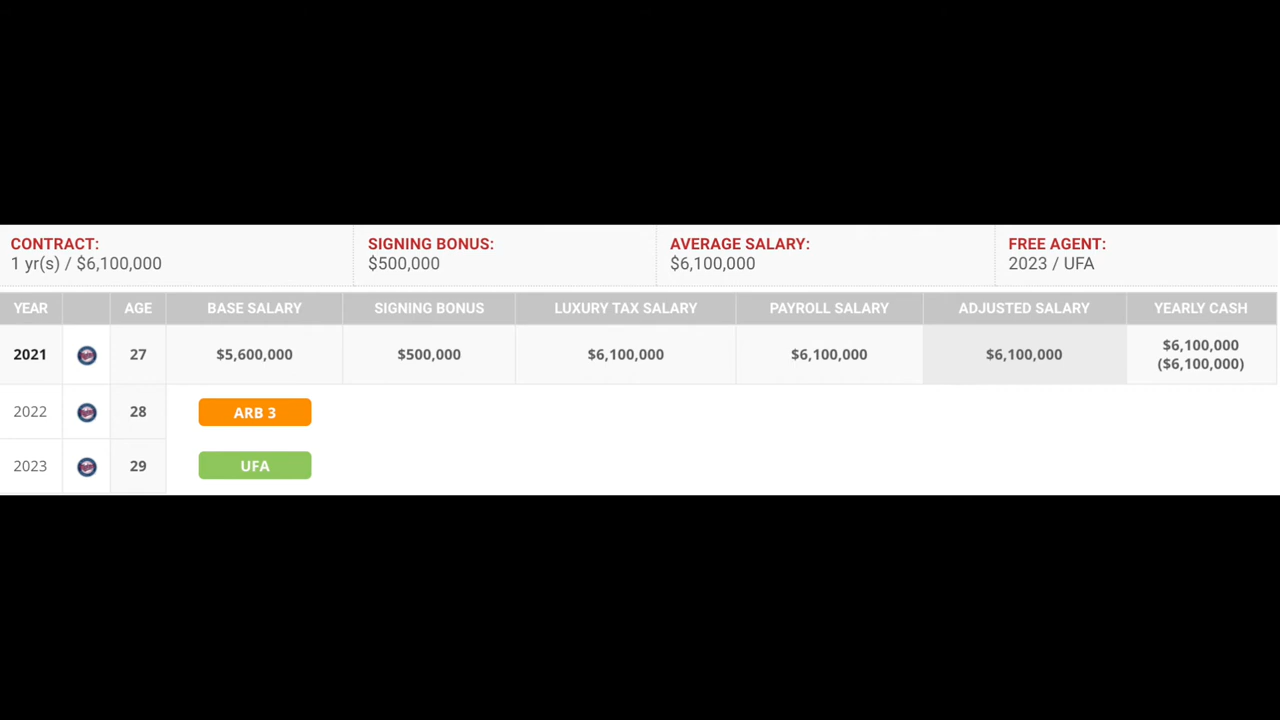 CONTRACT: SIGNING BONUS: AVERAGE SALARY: FREE AGENT:
1 yr(s) / $6,100,000 $500,000 $6,100,000 2023 / UFA
YEAR AGE BASE SALARY SIGNING BONUS LUXURY TAX SALARY PAYROLL SALARY ADJUSTED SALARY YEARLY CASH
2021 27 $5,600,000 $500,000 $6,100,000 $6,100,000 $6,100,000 $6,100,000
($6,100,000)
2022 28 ARB 3
2023 29 UFA